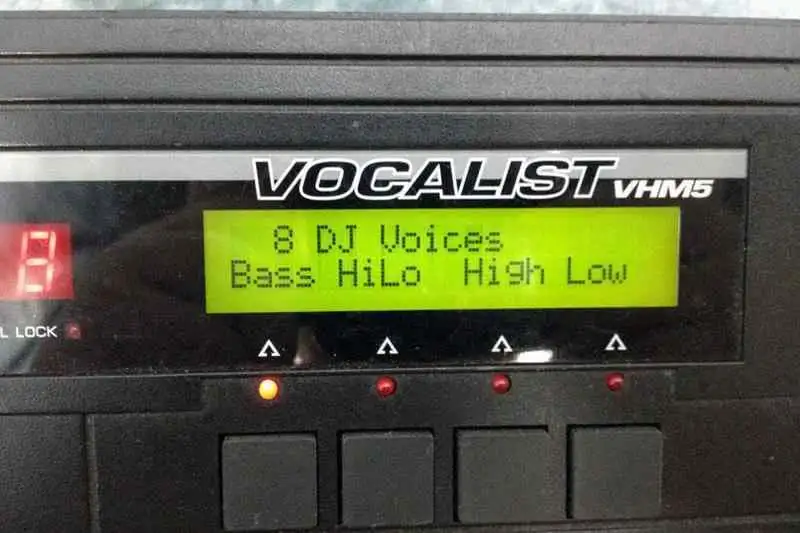 VOCALIST VHM5
8 DJ Voices
8
Bass HiLo High Low
L LOCK